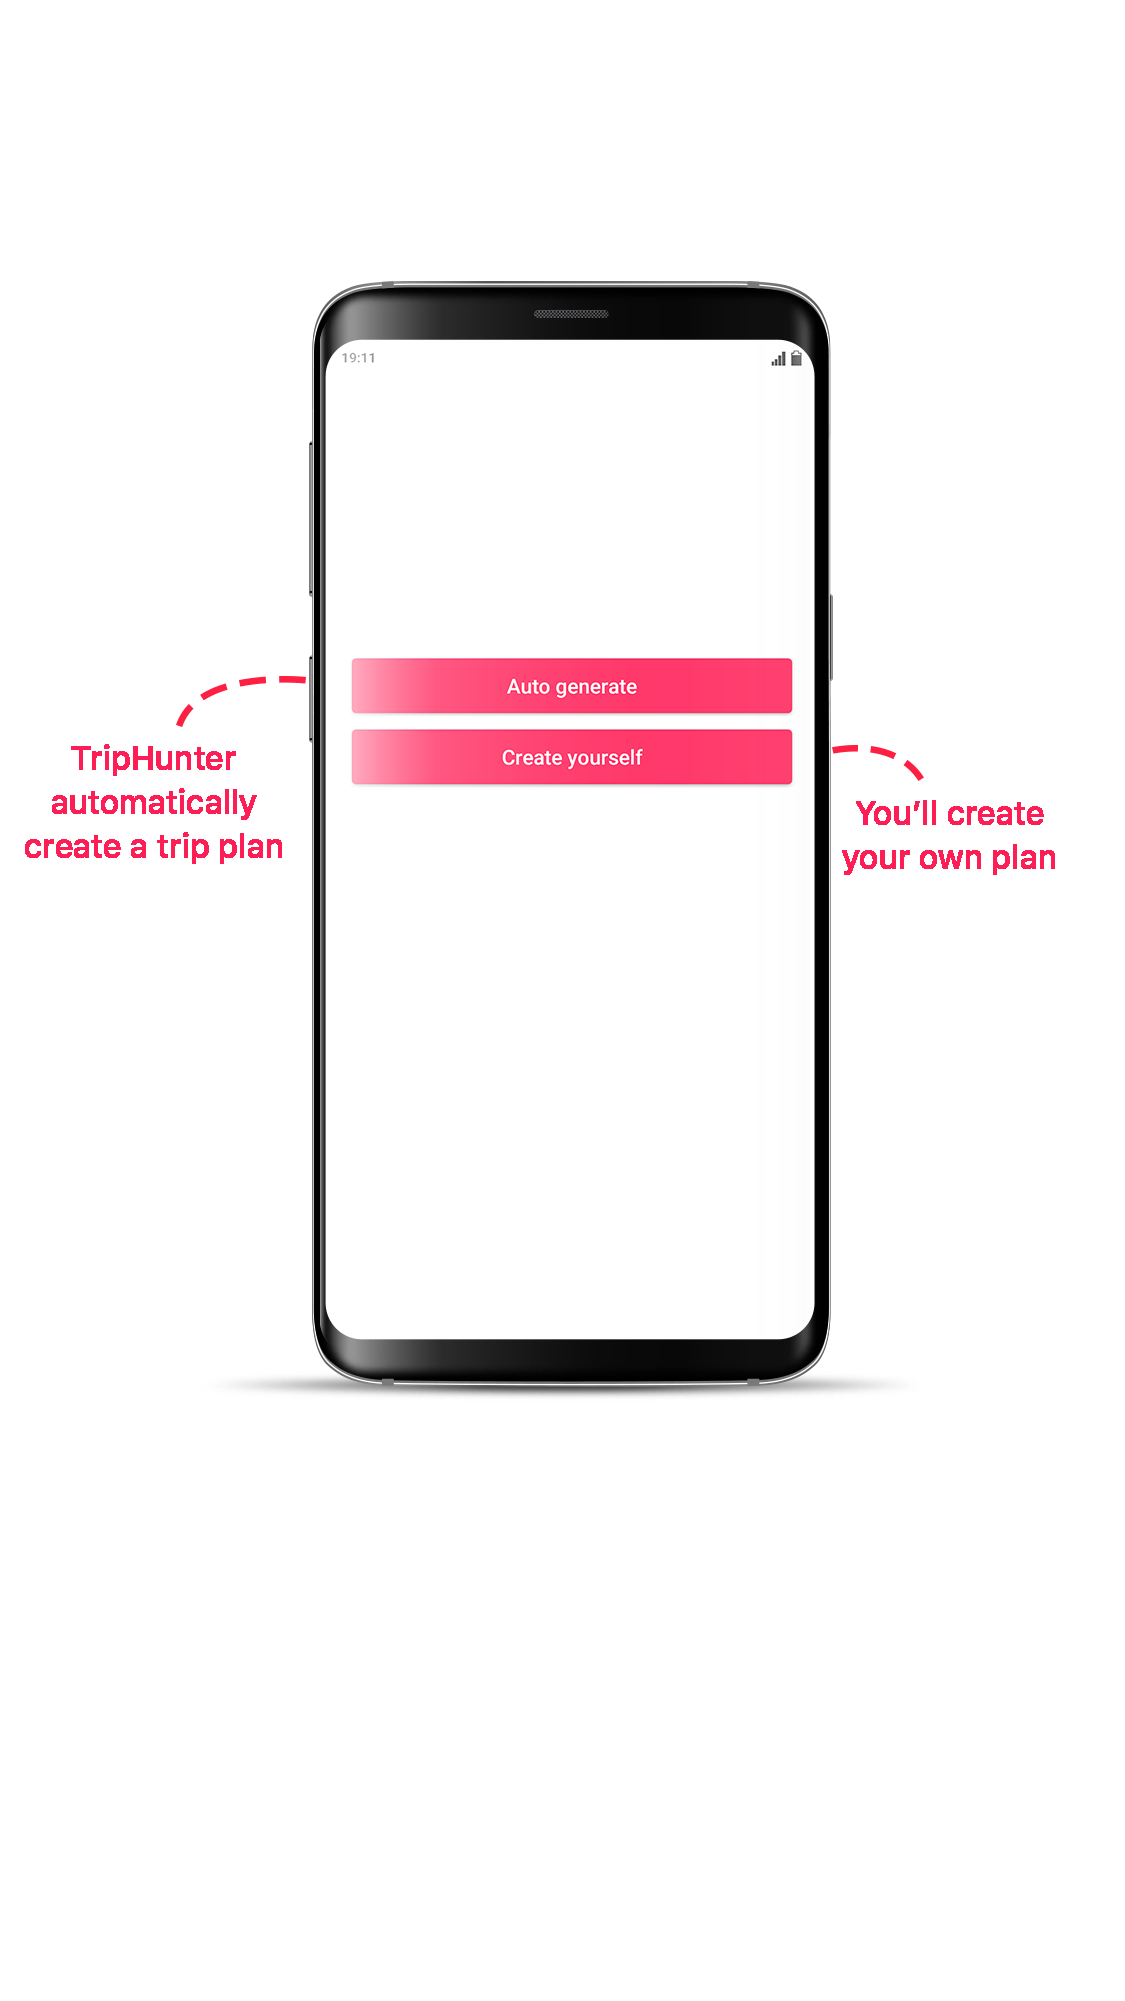 19:11
Auto generate
Create yourself
TripHunter
automatically
create a trip plan
You'll create
your own plan